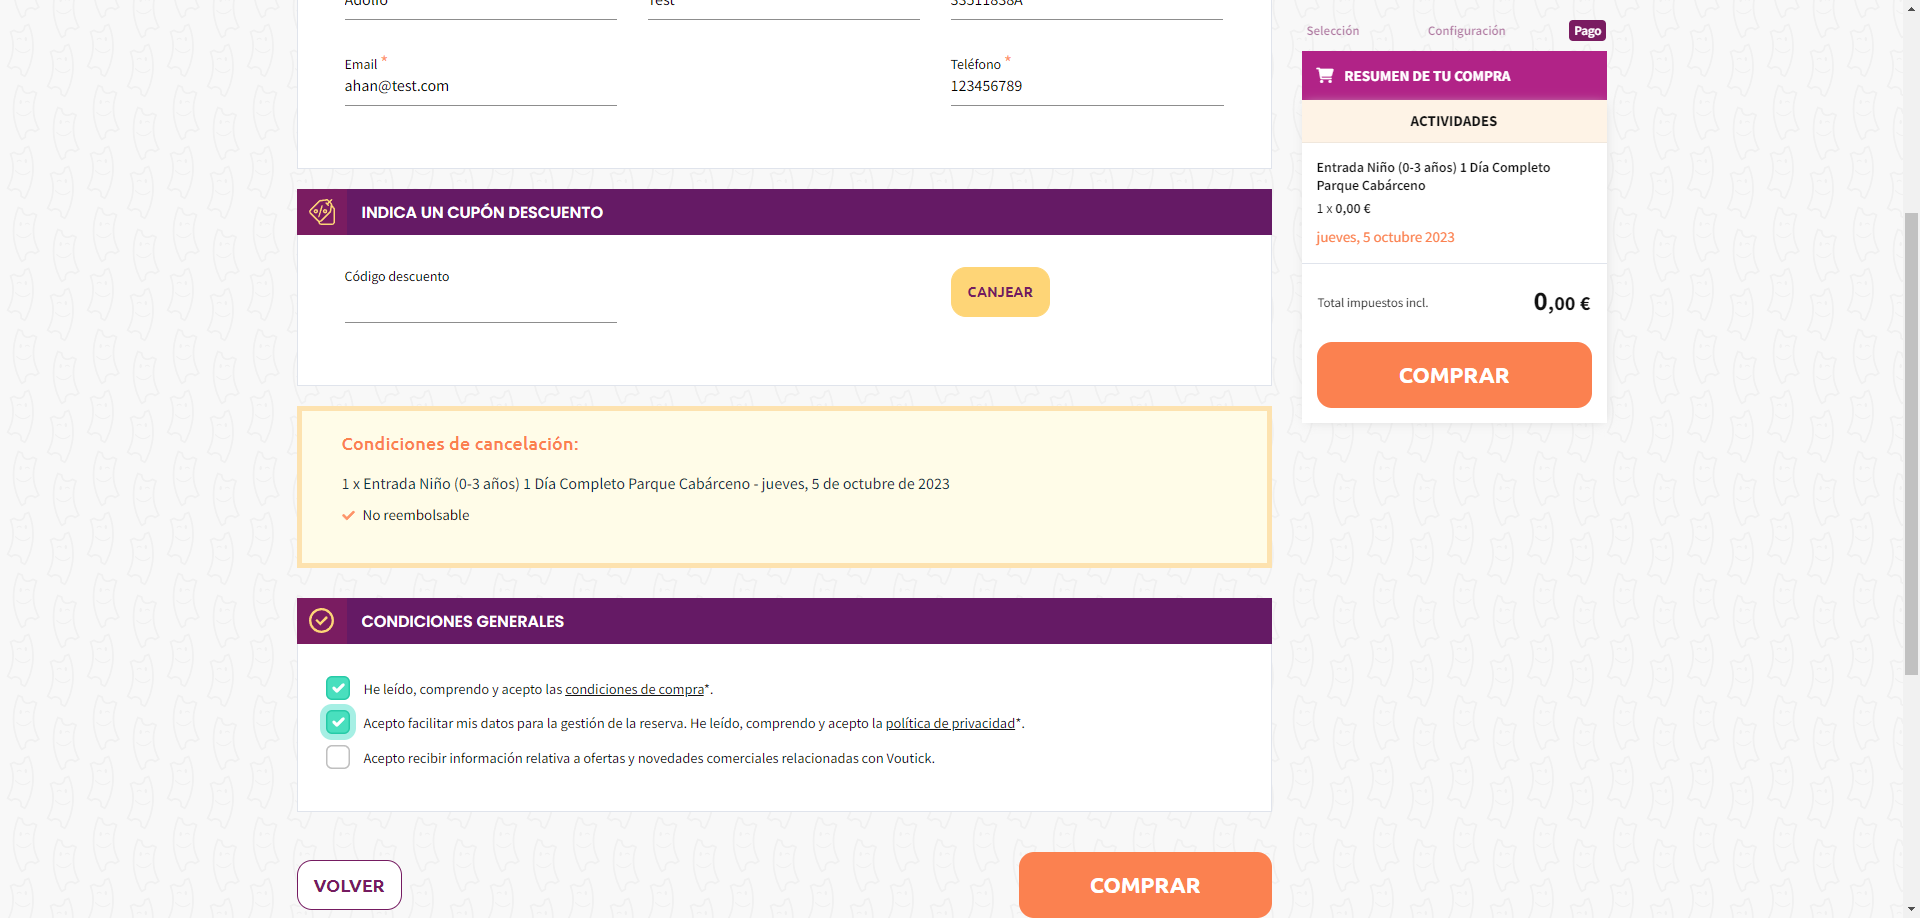 Adolfo
Test
33511838A
Email *
ahan@test.com
Teléfono *
123456789
INDICA UN CUPÓN DESCUENTO
Código descuento
CANJEAR
Condiciones de cancelación:
1 x Entrada Niño (0-3 años) 1 Día Completo Parque Cabárceno - jueves, 5 de octubre de 2023
No reembolsable
CONDICIONES GENERALES
He leído, comprendo y acepto las condiciones de compra*.
Acepto facilitar mis datos para la gestión de la reserva. He leído, comprendo y acepto la política de privacidad*.
Acepto recibir información relativa a ofertas y novedades comerciales relacionadas con Voutick.
VOLVER
COMPRAR
Selección
Configuración
Pago
RESUMEN DE TU COMPRA
ACTIVIDADES
Entrada Niño (0-3 años) 1 Día Completo
Parque Cabárceno
1 x 0,00 €
jueves, 5 octubre 2023
Total impuestos incl.
0,00 €
COMPRAR